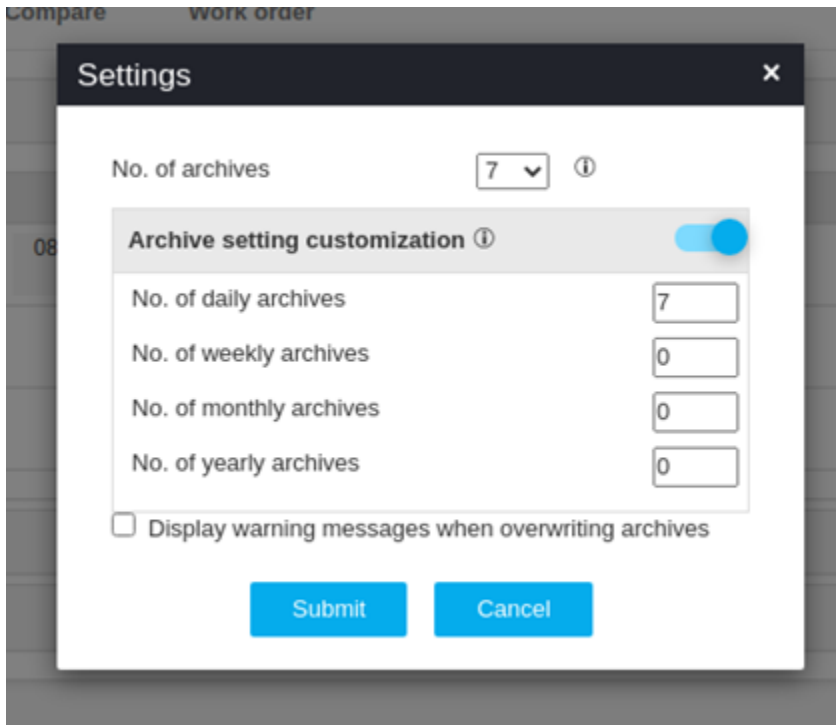 Compare Work order
Settings ×
No. of archives 7
08
Archive setting customization
No. of daily archives 7
No. of weekly archives 0
No. of monthly archives 0
No. of yearly archives 0
Display warning messages when overwriting archives
Submit Cancel